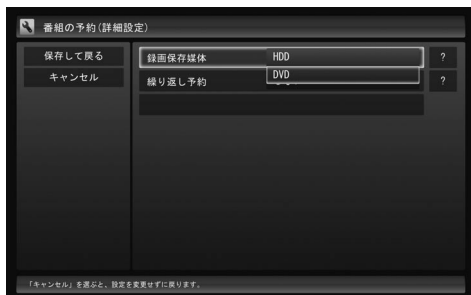 番組の予約(詳細設定)
保存して戻る
キャンセル
録画保存媒体
HDD
?
DVD
繰り返し予約
?
「キャンセル」を選ぶと、設定を変更せずに戻ります。